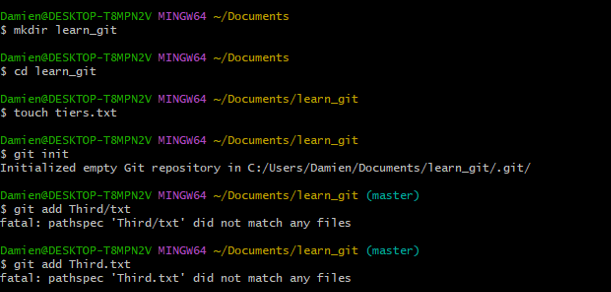 Damien@DESKTOP-T8MPN2V MINGW64 ~/Documents
$ mkdir learn_git
Damien@DESKTOP-T8MPN2V MINGW64 ~/Documents
$ cd learn_git
Damien@DESKTOP-T8MPN2V MINGW64 ~/Documents/learn_git
$ touch tiers.txt
Damien@DESKTOP-T8MPN2V MINGW64 ~/Documents/learn_git
$ git init
Initialized empty Git repository in C:/Users/Damien/Documents/learn_git/.git/
Damien@DESKTOP-T8MPN2V MINGW64 ~/Documents/learn_git (master)
$ git add Third/txt
fatal: pathspec 'Third/txt' did not match any files
Damien@DESKTOP-T8MPN2V MINGW64 ~/Documents/learn_git (master)
$ git add Third.txt
fatal: pathspec 'Third.txt' did not match any files